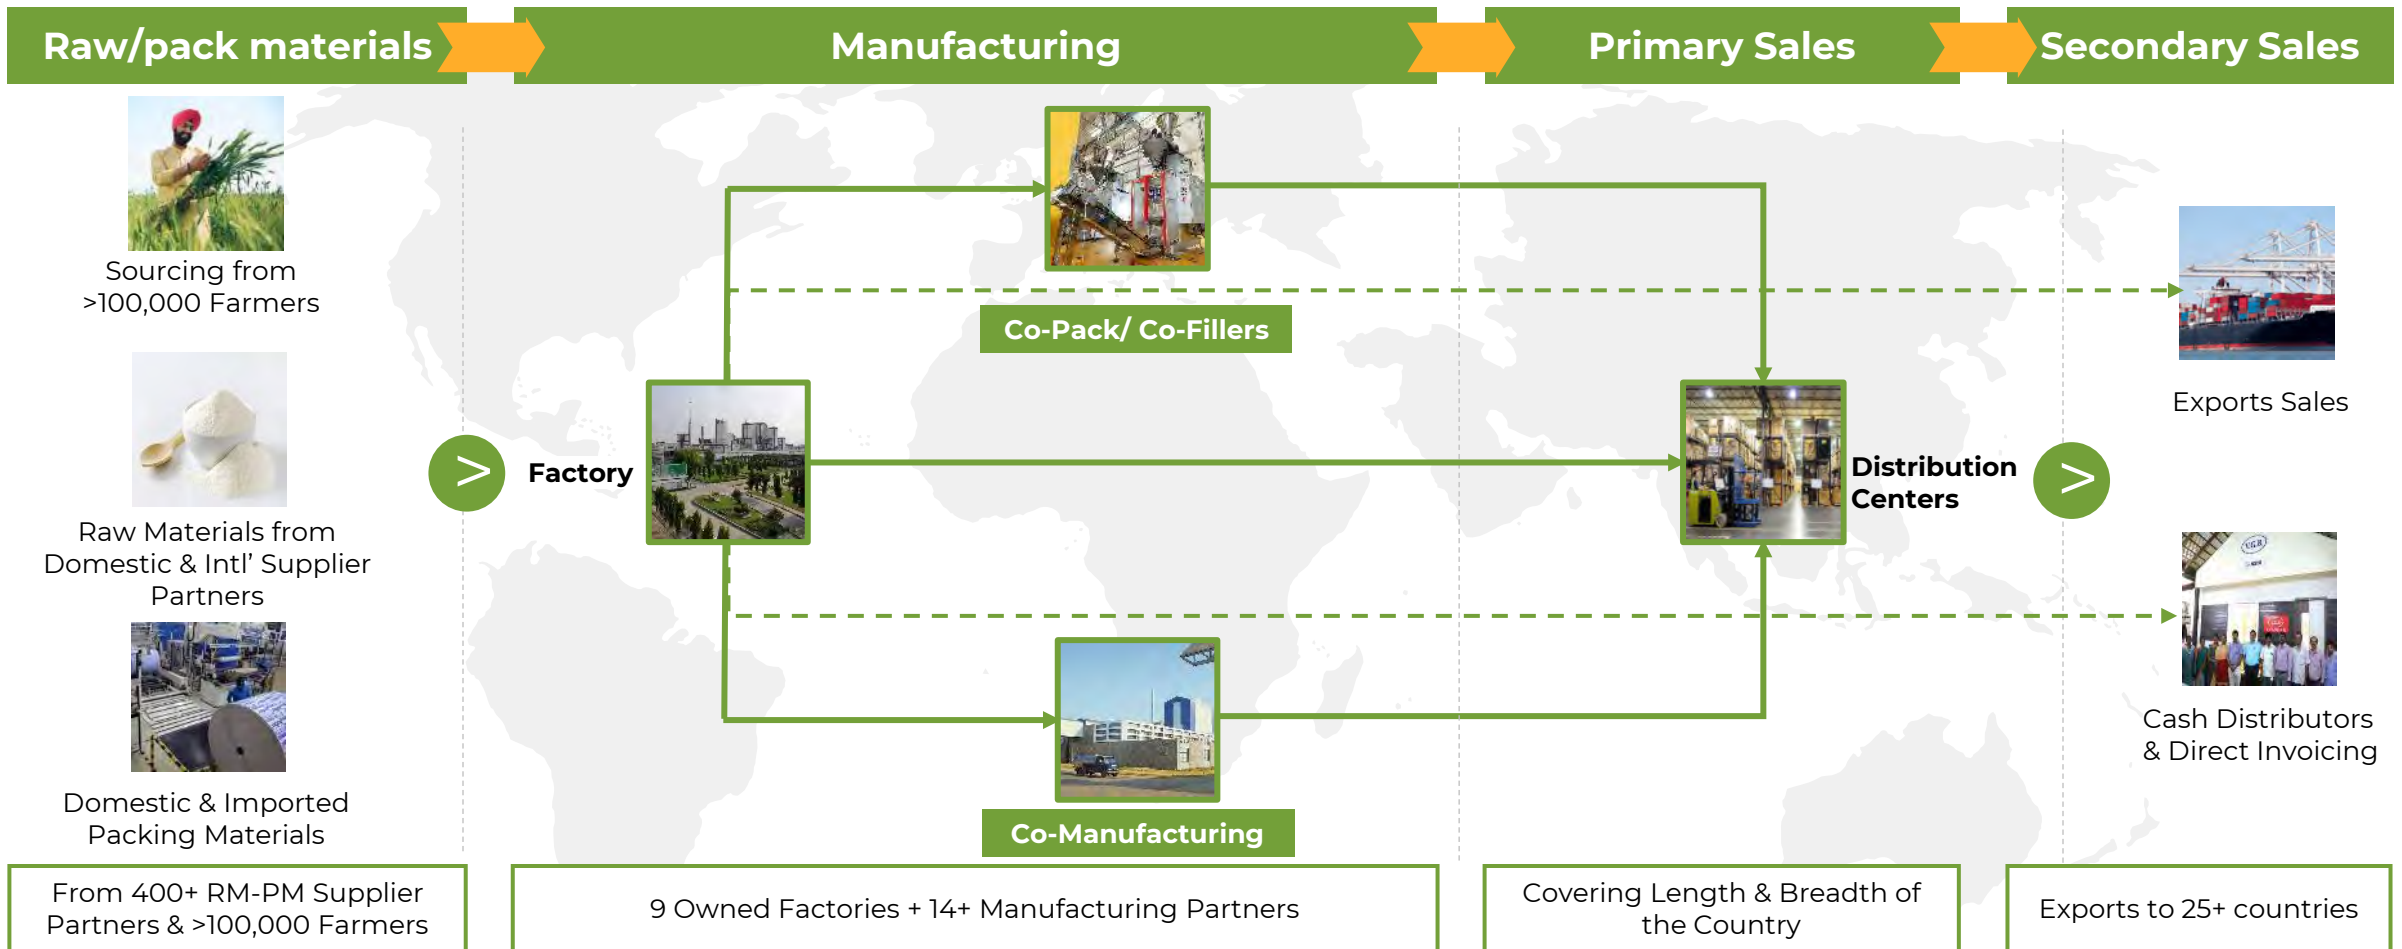 Raw/pack materials
Manufacturing
Primary Sales
Secondary Sales
Sourcing from
>100,000 Farmers
Raw Materials from
Domestic & Intl’ Supplier
Partners
Domestic & Imported
Packing Materials
>
Factory
Co-Pack/ Co-Fillers
Co-Manufacturing
Distribution
Centers
>
Exports Sales
Cash Distributors
& Direct Invoicing
From 400+ RM-PM Supplier
Partners & >100,000 Farmers
9 Owned Factories + 14+ Manufacturing Partners
Covering Length & Breadth of
the Country
Exports to 25+ countries